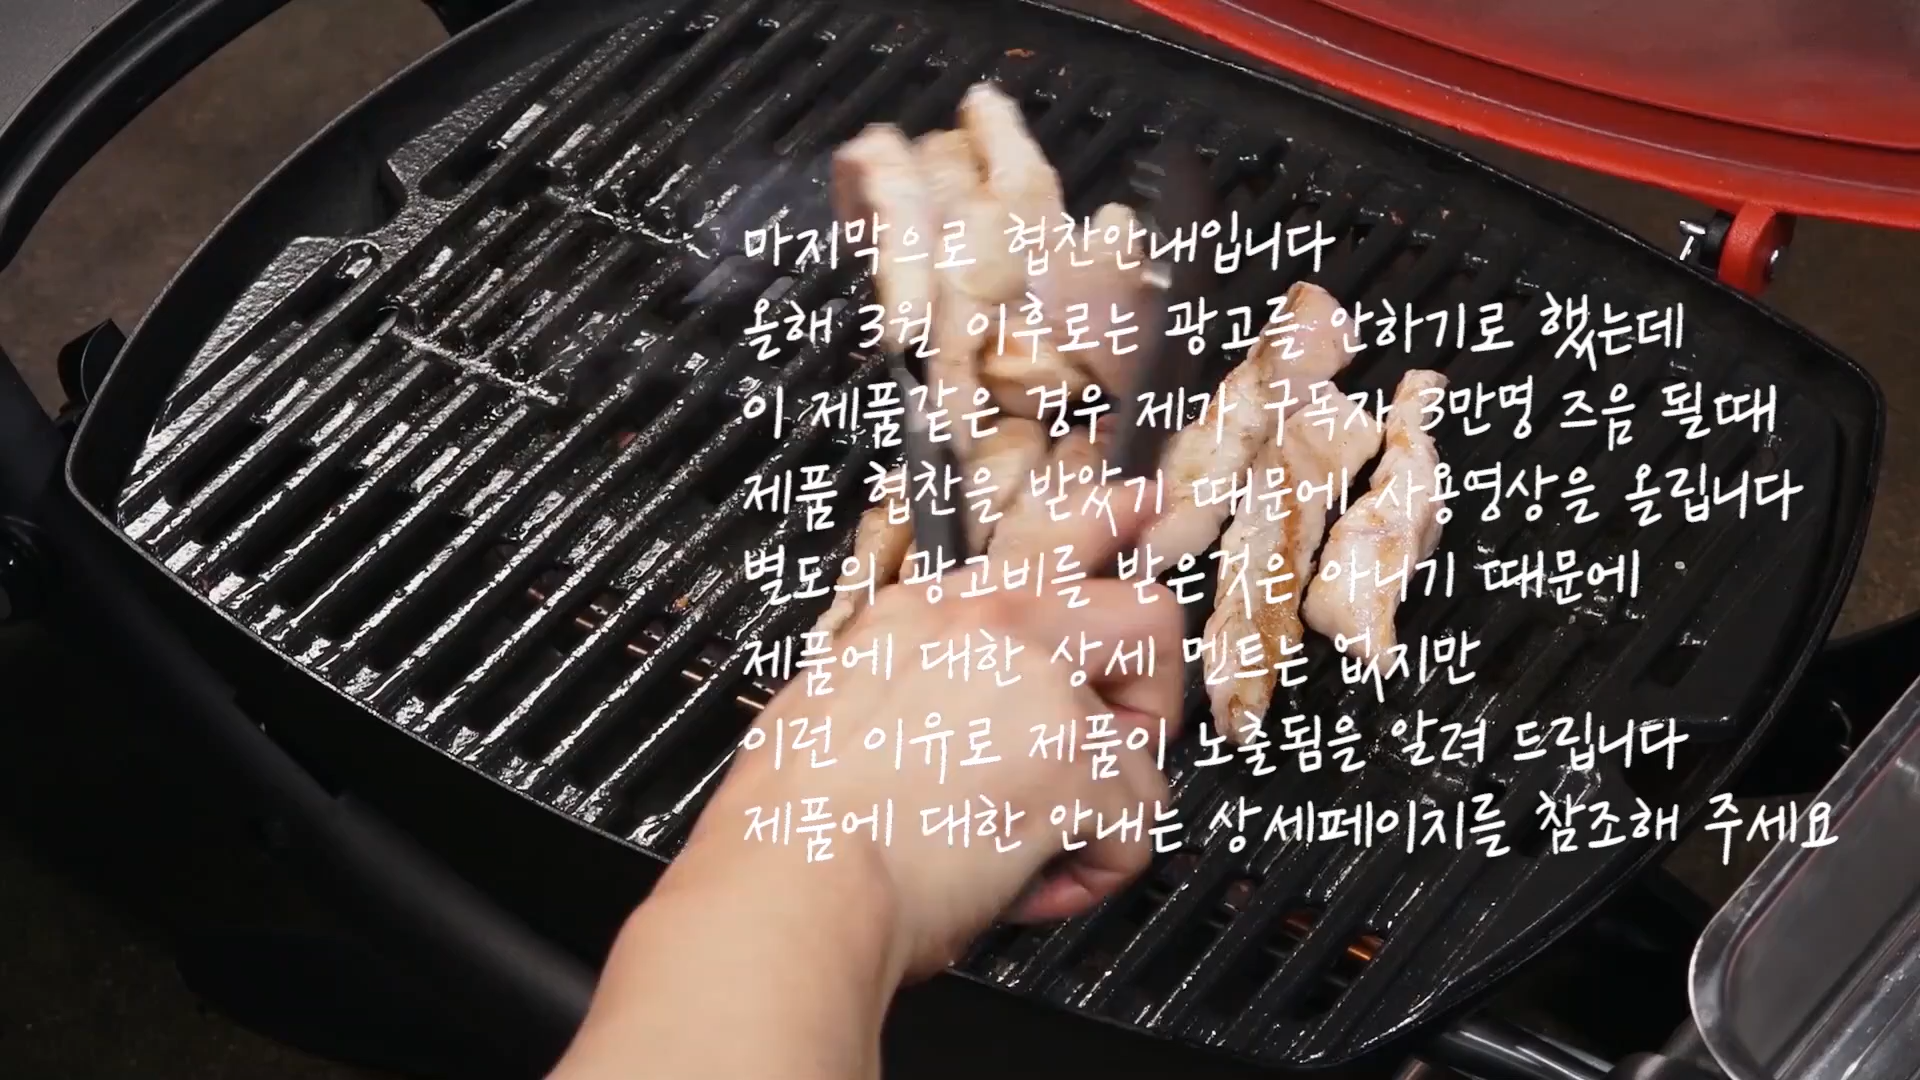 마지막으로 협찬안내입니다
올해 3월 이후로는 광고를 안하기로 했는데
이 제품같은 경우 제가 구독자 3만명 즈음 될때
제품 협찬을 받았기 때문에 사용영상을 올립니다
별도의 광고비를 받은것은 아니기 때문에
제품에 대한 상세 멘트는 없지만
이런 이유로 제품이 노출됨을 알려 드립니다
제품에 대한 안내는 상세페이지를 참조해 주세요